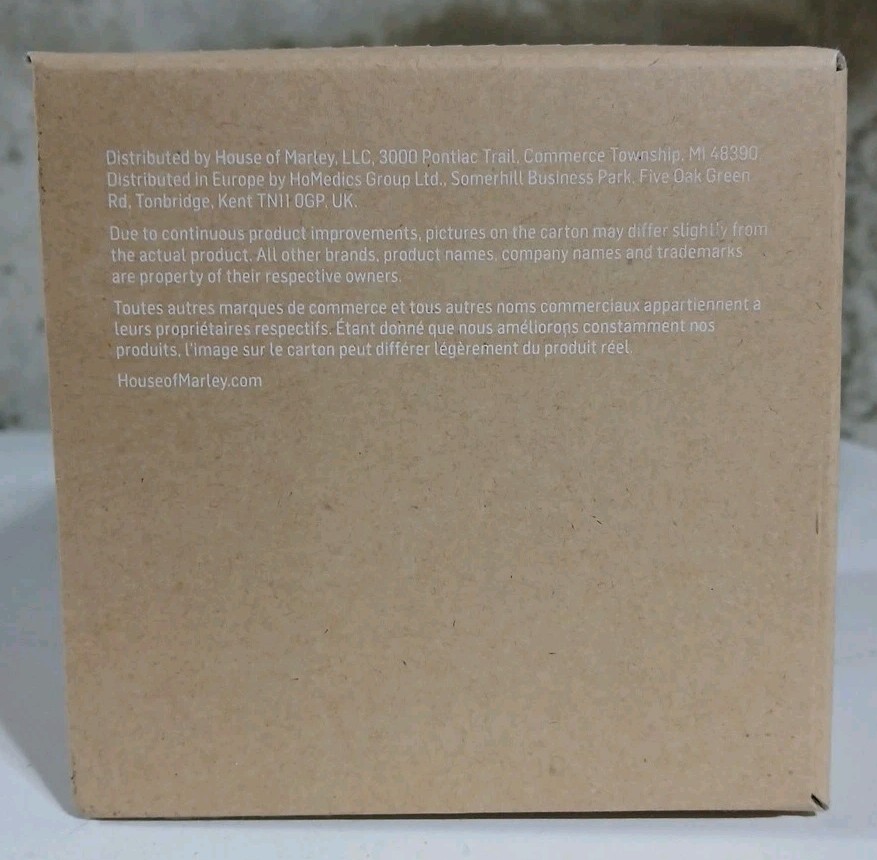 Distributed by House of Marley, LLC, 3000 Pontiac Trail, Commerce Township, MI 48390
Distributed in Europe by HoMedics Group Ltd., Somerhill Business Park, Five Oak Green
Rd, Tonbridge, Kent TN11 0GP, UK.
Due to continuous product improvements, pictures on the carton may differ slightly from
the actual product. All other brands, product names, company names and trademarks
are property of their respective owners.
Toutes autres marques de commerce et tous autres noms commerciaux appartiennent à
leurs propriétaires respectifs. Étant donné que nous améliorons constamment nos
produits, l'image sur le carton peut différer légèrement du produit réel.
HouseofMarley.com